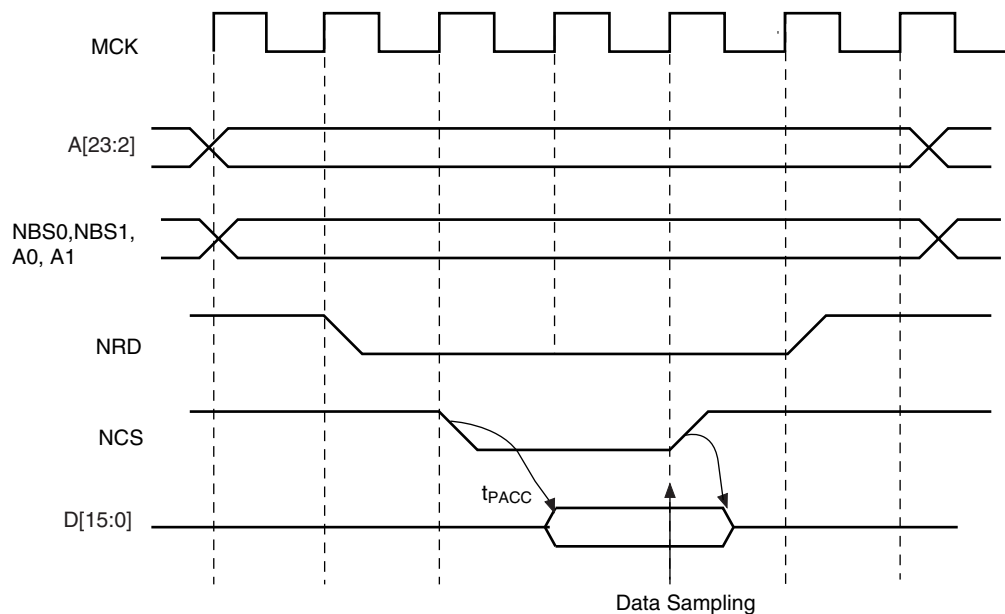 MCK
A[23:2]
NBS0,NBS1,
A0, A1
NRD
NCS
tPACC
D[15:0]
Data Sampling